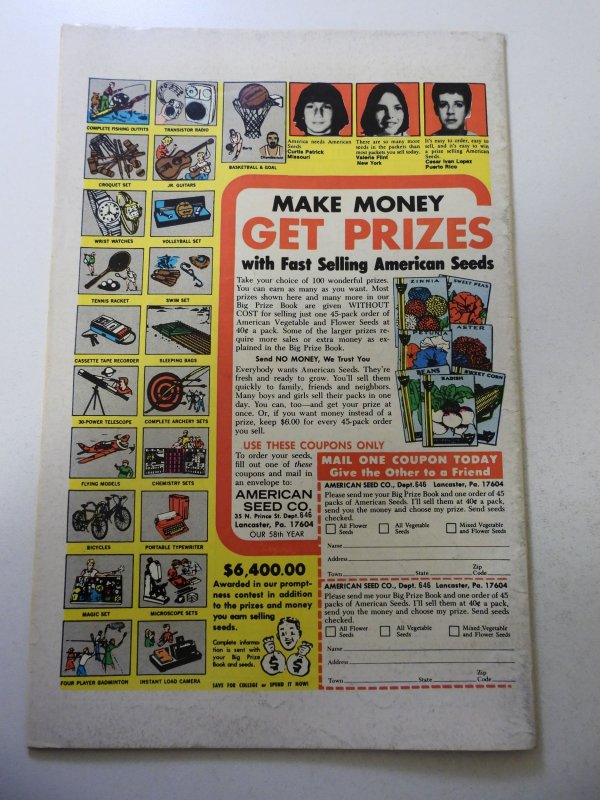 COMPLETE FISHING OUTFITS
TRANSISTOR RADIO
BASKETBALL & GOAL
CROQUET SET
JR. GUITARS
WRIST WATCHES
VOLLEYBALL SET
TENNIS RACKET
SWIM SET
CASSETTE TAPE RECORDER
SLEEPING BAGS
30-POWER TELESCOPE
COMPLETE ARCHERY SETS
FLYING MODELS
CHEMISTRY SETS
BICYCLES
PORTABLE TYPEWRITER
MAGIC SET
MICROSCOPE SETS
FOUR PLAYER BADMINTON
INSTANT LOAD CAMERA
America needs American
Seeds
Curtis Patrick
Missouri
There are so many more
seeds in the packets than
most packets you sell today.
Valerie Flint
New York
It's easy to order, easy to
sell, and it's easy to win
a prize selling American
Seeds.
Cesar Ivan Lopez
Puerto Rico
MAKE MONEY
GET PRIZES
with Fast Selling American Seeds
Take your choice of 100 wonderful prizes.
You can earn as many as you want. Most
prizes shown here and many more in our
Big Prize Book are given WITHOUT
COST for selling just one 45-pack order of
American Vegetable and Flower Seeds at
40¢ a pack. Some of the larger prizes re-
quire more sales or extra money as ex-
plained in the Big Prize Book.
Send NO MONEY, We Trust You
Everybody wants American Seeds. They're
fresh and ready to grow. You'll sell them
quickly to family, friends and neighbors.
Many boys and girls sell their packs in one
day. You can, too—and get your prize at
once. Or, if you want money instead of a
prize, keep $6.00 for every 45-pack order
you sell.
ZINNIA
SWEET PEAS
ASTER
BEANS
RADISH
SWEET CORN
USE THESE COUPONS ONLY
To order your seeds,
fill out one of these
coupons and mail in
an envelope to:
AMERICAN
SEED CO.
35 N. Prince St. Dept. 646
Lancaster, Pa. 17604
OUR 58th YEAR
$6,400.00
Awarded in our prompt-
ness contest in addition
to the prizes and money
you earn selling
seeds.
Complete informa-
tion is sent with
your Big Prize
Book and seeds.
SAVE FOR COLLEGE or SPEND IT NOW!
MAIL ONE COUPON TODAY
Give the Other to a Friend
AMERICAN SEED CO., Dept. 646 Lancaster, Pa. 17604
Please send me your Big Prize Book and one order of 45
packs of American Seeds. I'll sell them at 40¢ a pack,
send you the money and choose my prize. Send seeds
checked.
All Flower Seeds
All Vegetable Seeds
Mixed Vegetable and Flower Seeds
Name
Address
Town State Zip Code
AMERICAN SEED CO., Dept. 646 Lancaster, Pa. 17604
Please send me your Big Prize Book and one order of 45
packs of American Seeds. I'll sell them at 40¢ a pack,
send you the money and choose my prize. Send seeds
checked.
All Flower Seeds
All Vegetable Seeds
Mixed Vegetable and Flower Seeds
Name
Address
Town State Zip Code